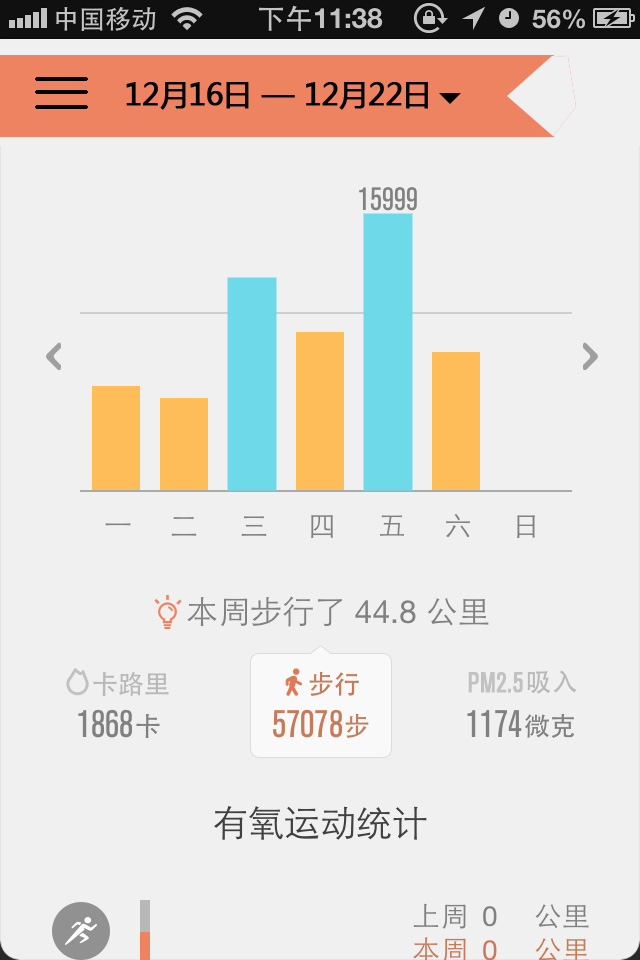 中国移动 下午11:38 56%
12月16日 — 12月22日
15999
一 二 三 四 五 六 日
本周步行了 44.8 公里
卡路里 步行 PM2.5吸入
1868卡 57078步 1174微克
有氧运动统计
上周 0 公里
本周 0 公里